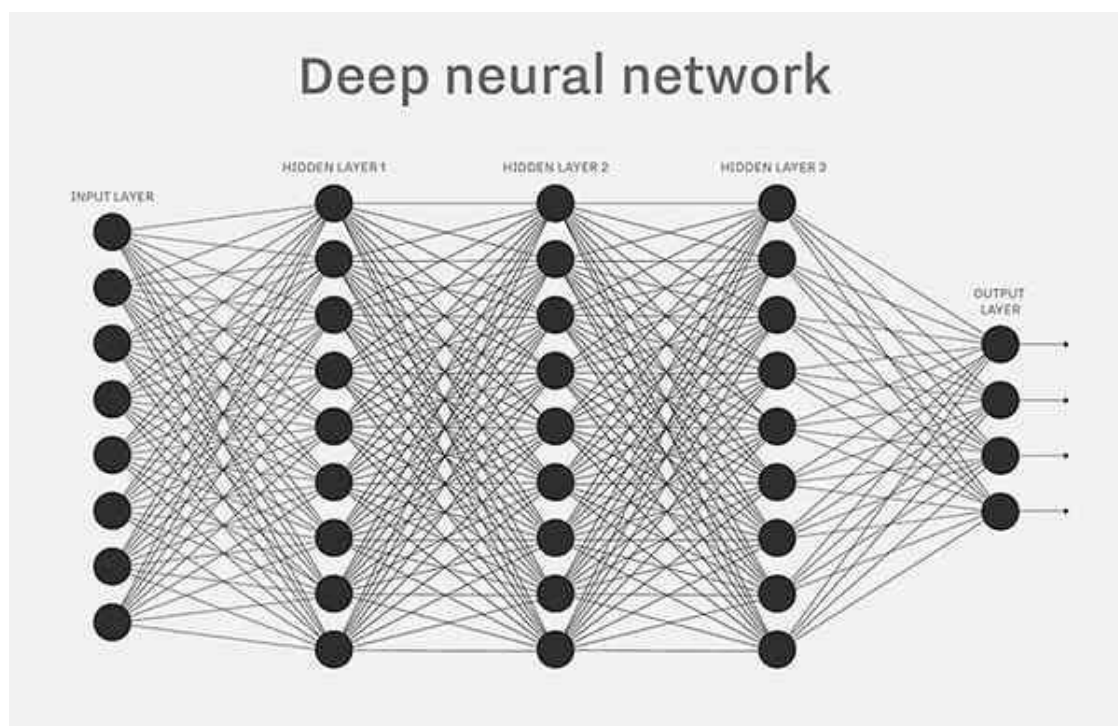 Deep neural network
HIDDEN LAYER 1
HIDDEN LAYER 2
HIDDEN LAYER 3
INPUT LAYER
OUTPUT
LAYER